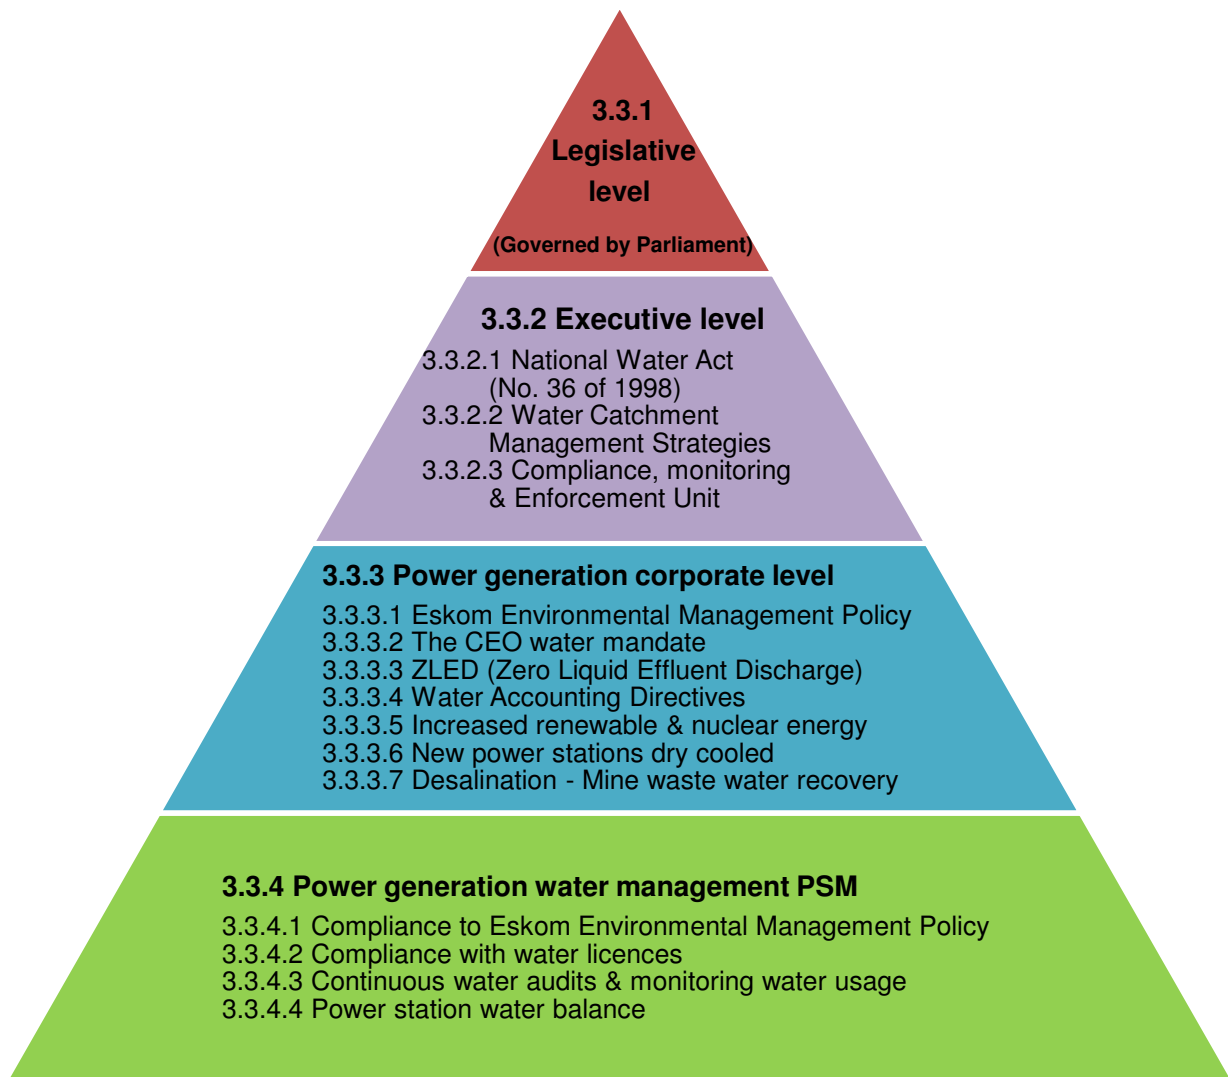 3.3.1
Legislative
level
(Governed by Parliament)
3.3.2 Executive level
3.3.2.1 National Water Act
(No. 36 of 1998)
3.3.2.2 Water Catchment
Management Strategies
3.3.2.3 Compliance, monitoring
& Enforcement Unit
3.3.3 Power generation corporate level
3.3.3.1 Eskom Environmental Management Policy
3.3.3.2 The CEO water mandate
3.3.3.3 ZLED (Zero Liquid Effluent Discharge)
3.3.3.4 Water Accounting Directives
3.3.3.5 Increased renewable & nuclear energy
3.3.3.6 New power stations dry cooled
3.3.3.7 Desalination - Mine waste water recovery
3.3.4 Power generation water management PSM
3.3.4.1 Compliance to Eskom Environmental Management Policy
3.3.4.2 Compliance with water licences
3.3.4.3 Continuous water audits & monitoring water usage
3.3.4.4 Power station water balance